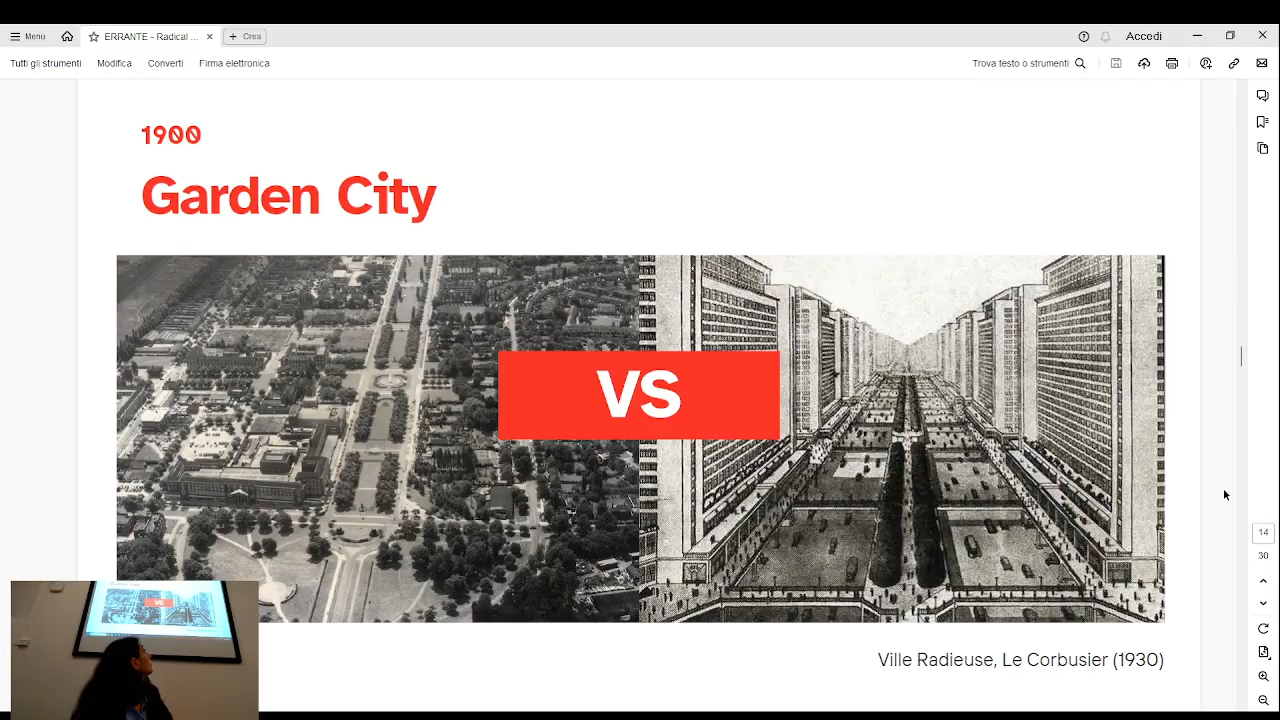 Menu
ERRANTE - Radical ...
Crea
Accedi
Tutti gli strumenti
Modifica
Converti
Firma elettronica
Trova testo o strumenti
1900
Garden City
VS
Ville Radieuse, Le Corbusier (1930)
14
30
VS